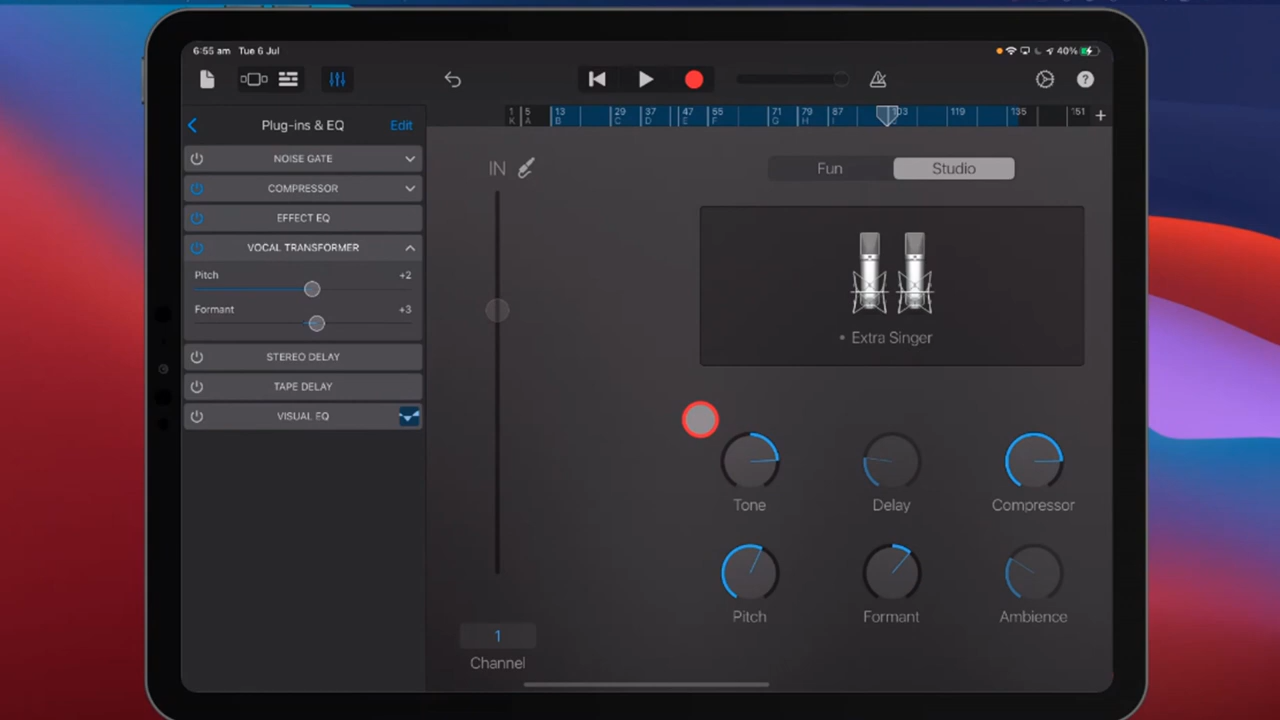 6:55 am Tue 6 Jul
40%
1 5 13 29 37 47 55 71 79 87 103 119 135 151 +
K A B C D E F G H I
Plug-ins & EQ Edit
NOISE GATE
COMPRESSOR
EFFECT EQ
VOCAL TRANSFORMER
Pitch +2
Formant +3
STEREO DELAY
TAPE DELAY
VISUAL EQ
IN
1
Channel
Fun Studio
• Extra Singer
Tone Delay Compressor
Pitch Formant Ambience